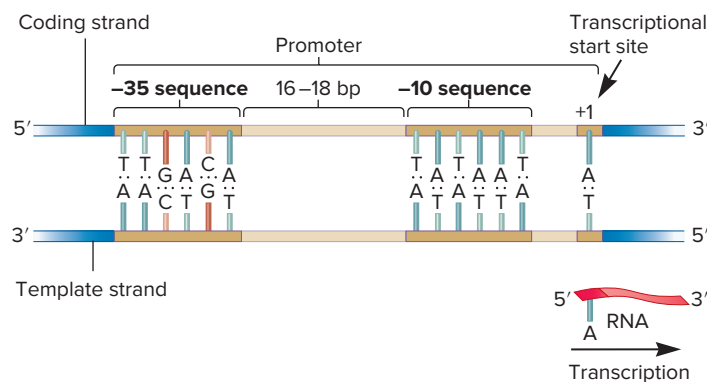 Coding strand
Transcriptional
start site
Promoter
–35 sequence 16–18 bp –10 sequence
+1
5′ 3′
T T G A C A T A T A A T A
A A C T G T A T A T T A T
3′ 5′
Template strand
5′ 3′
RNA
A
Transcription